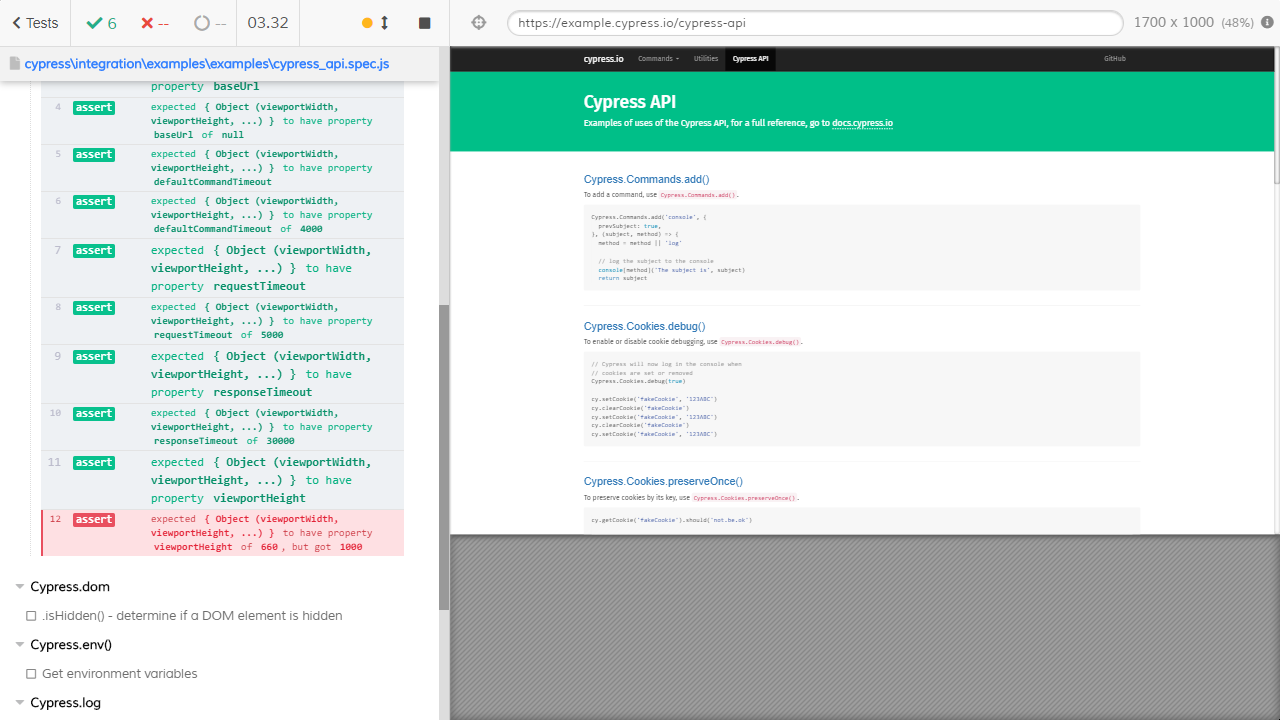 Tests
6
--
--
03.32
https://example.cypress.io/cypress-api
1700 x 1000 (48%)
cypress\integration\examples\examples\cypress_api.spec.js
property baseUrl
4 assert expected { Object (viewportWidth,
viewportHeight, ...) } to have property
baseUrl of null
5 assert expected { Object (viewportWidth,
viewportHeight, ...) } to have property
defaultCommandTimeout
6 assert expected { Object (viewportWidth,
viewportHeight, ...) } to have property
defaultCommandTimeout of 4000
7 assert expected { Object (viewportWidth,
viewportHeight, ...) } to have
property requestTimeout
8 assert expected { Object (viewportWidth,
viewportHeight, ...) } to have property
requestTimeout of 5000
9 assert expected { Object (viewportWidth,
viewportHeight, ...) } to have
property responseTimeout
10 assert expected { Object (viewportWidth,
viewportHeight, ...) } to have property
responseTimeout of 30000
11 assert expected { Object (viewportWidth,
viewportHeight, ...) } to have
property viewportHeight
12 assert expected { Object (viewportWidth,
viewportHeight, ...) } to have property
viewportHeight of 660 , but got 1000
Cypress.dom
.isHidden() - determine if a DOM element is hidden
Cypress.env()
Get environment variables
Cypress.log
cypress.io Commands Utilities Cypress API GitHub
Cypress API
Examples of uses of the Cypress API, for a full reference, go to docs.cypress.io
Cypress.Commands.add()
To add a command, use Cypress.Commands.add().
Cypress.Commands.add('console', {
prevSubject: true,
}, (subject, method) => {
method = method || 'log'
// log the subject to the console
console[method]('The subject is', subject)
return subject
Cypress.Cookies.debug()
To enable or disable cookie debugging, use Cypress.Cookies.debug().
// Cypress will now log in the console when
// cookies are set or removed
Cypress.Cookies.debug(true)
cy.setCookie('fakeCookie', '123ABC')
cy.clearCookie('fakeCookie')
cy.setCookie('fakeCookie', '123ABC')
cy.clearCookie('fakeCookie')
cy.setCookie('fakeCookie', '123ABC')
Cypress.Cookies.preserveOnce()
To preserve cookies by its key, use Cypress.Cookies.preserveOnce().
cy.getCookie('fakeCookie').should('not.be.ok')